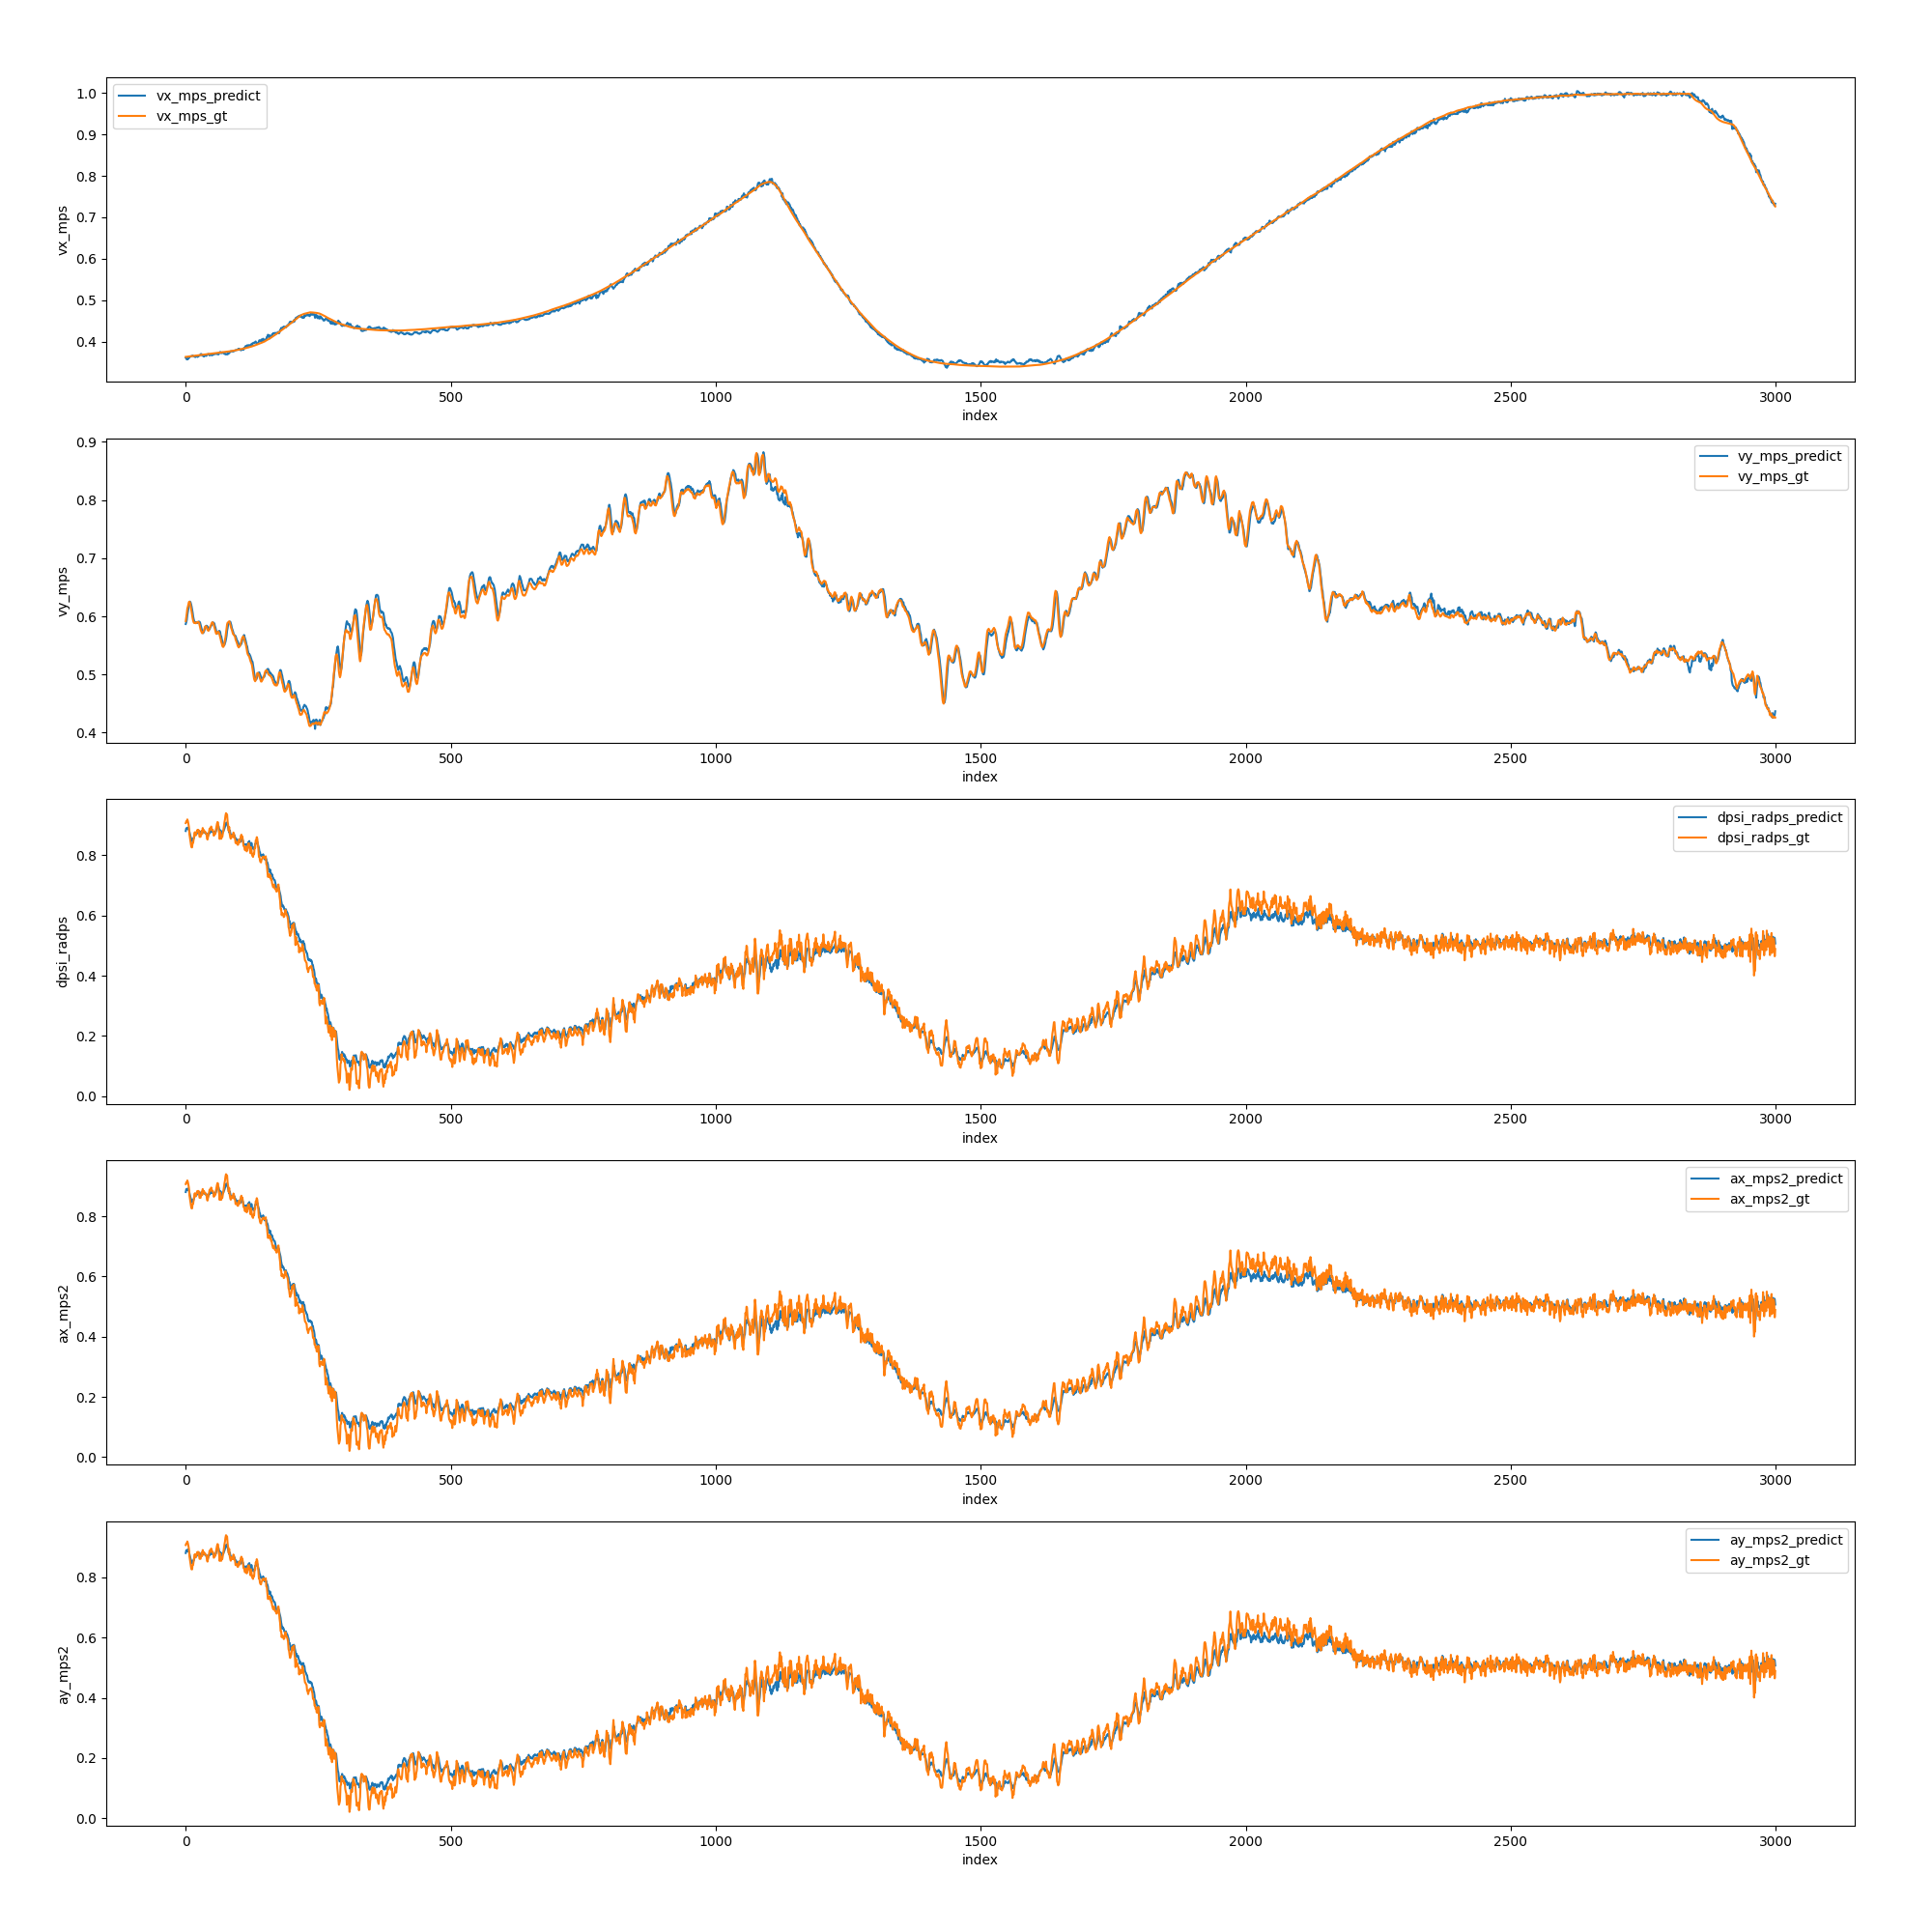 vx_mps_predict
vx_mps_gt
1.0
0.9
0.8
0.7
0.6
0.5
0.4
vx_mps
0 500 1000 1500 2000 2500 3000
index
vy_mps_predict
vy_mps_gt
0.9
0.8
0.7
0.6
0.5
0.4
vy_mps
0 500 1000 1500 2000 2500 3000
index
dpsi_radps_predict
dpsi_radps_gt
0.8
0.6
0.4
0.2
0.0
dpsi_radps
0 500 1000 1500 2000 2500 3000
index
ax_mps2_predict
ax_mps2_gt
0.8
0.6
0.4
0.2
0.0
ax_mps2
0 500 1000 1500 2000 2500 3000
index
ay_mps2_predict
ay_mps2_gt
0.8
0.6
0.4
0.2
0.0
ay_mps2
0 500 1000 1500 2000 2500 3000
index